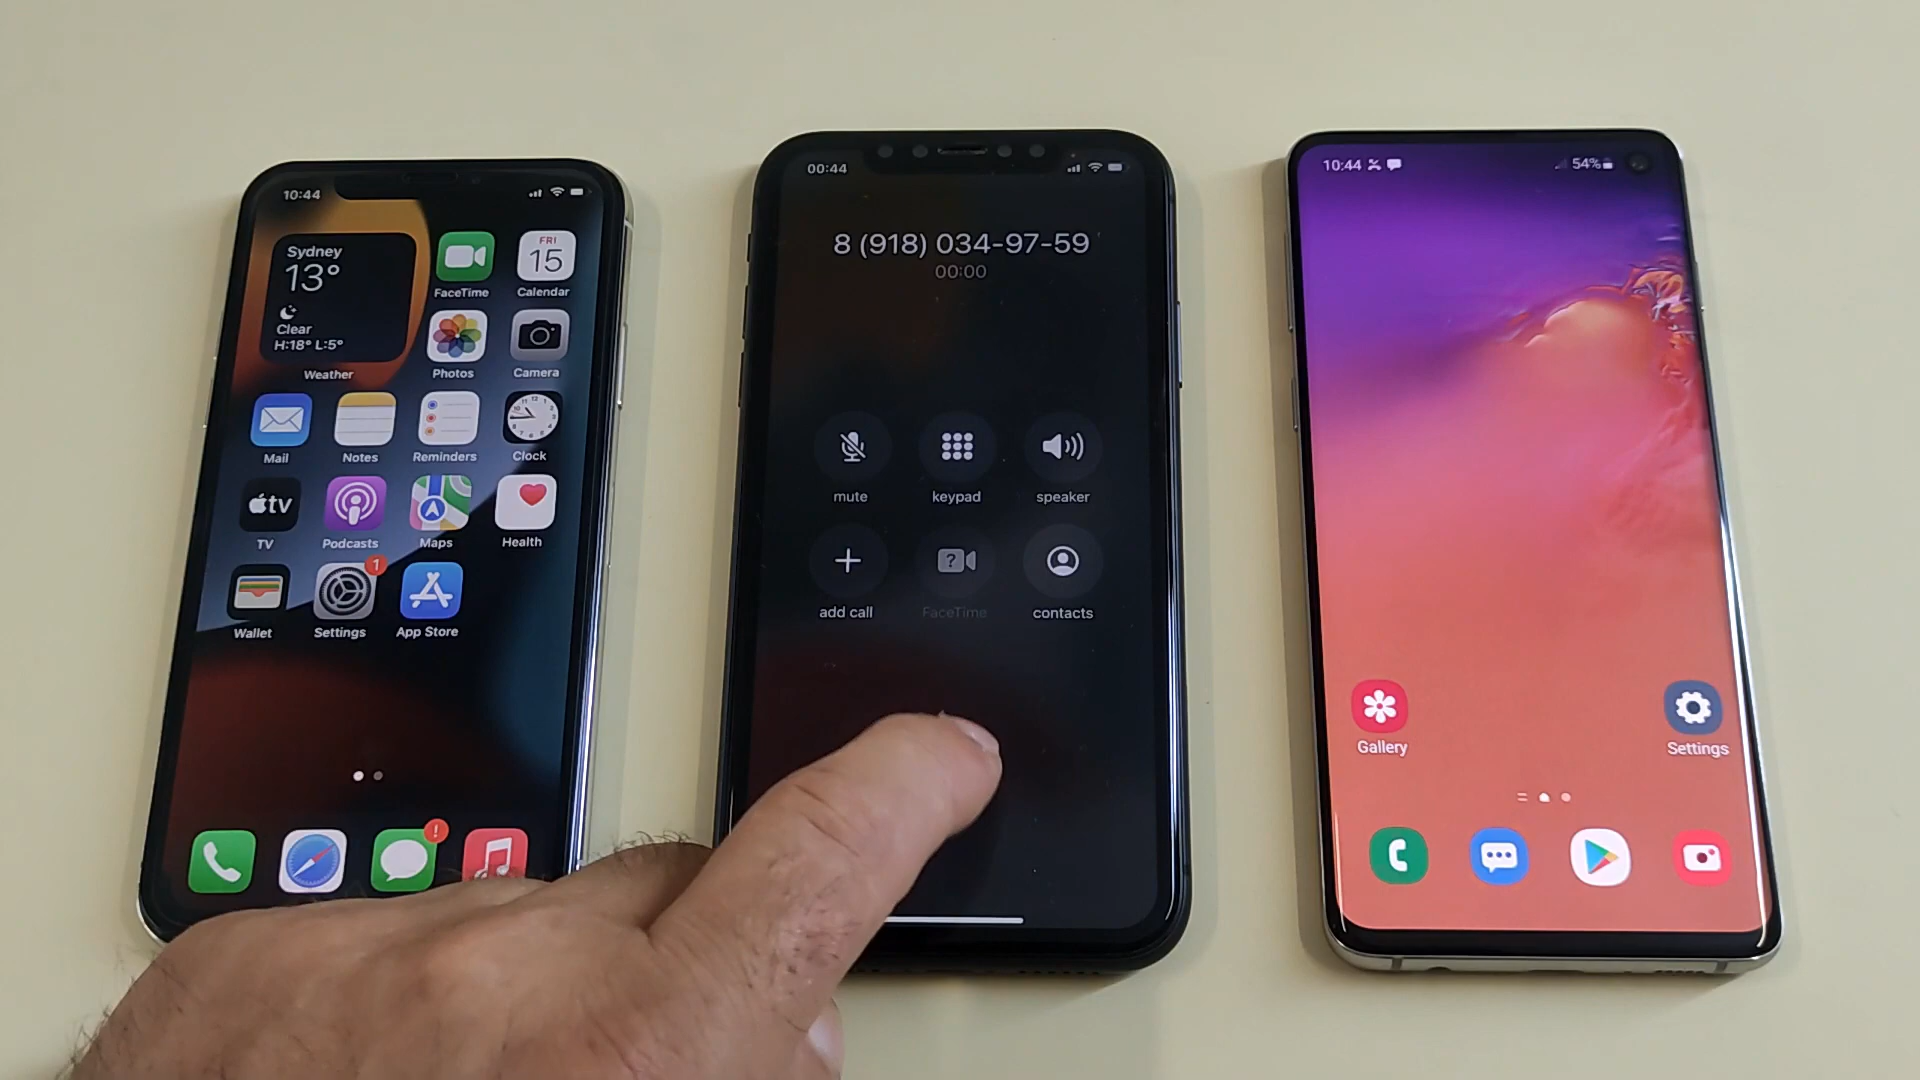 10:44
Sydney
13°
Clear
H:18° L:5°
Weather
FaceTime
FRI
15
Calendar
Photos
Camera
Mail
Notes
Reminders
Clock
tv
TV
Podcasts
Maps
Health
Wallet
1
Settings
App Store
!
00:44
8 (918) 034-97-59
00:00
mute
keypad
speaker
add call
?
FaceTime
contacts
10:44
54%
Gallery
Settings